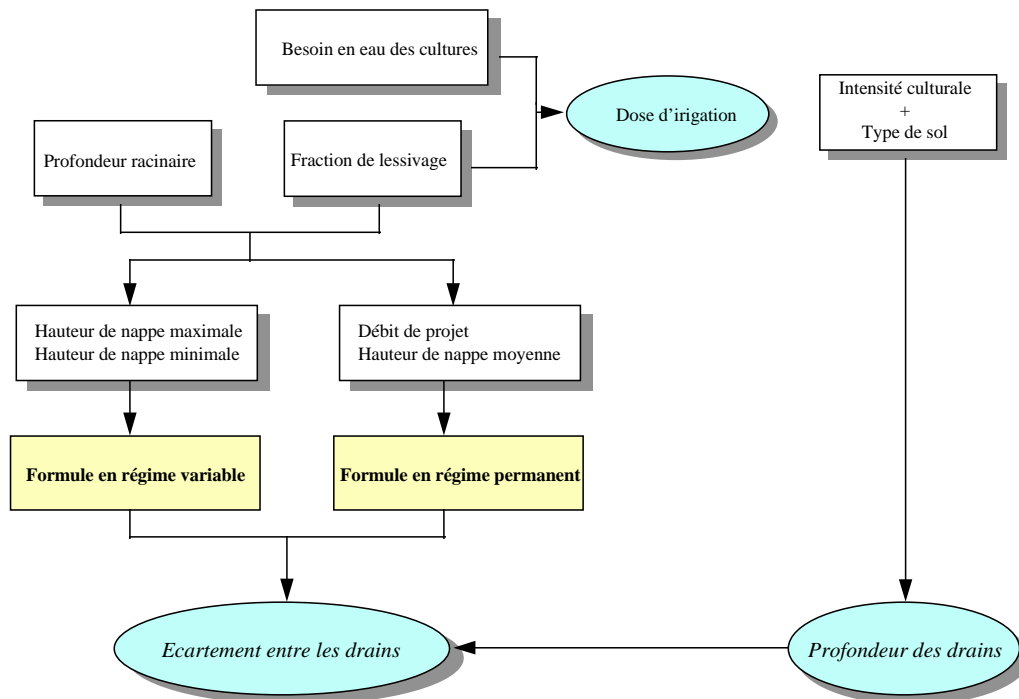 Besoin en eau des cultures
Dose d'irigation
Intensité culturale
+
Type de sol
Profondeur racinaire
Fraction de lessivage
Hauteur de nappe maximale
Hauteur de nappe minimale
Débit de projet
Hauteur de nappe moyenne
Formule en régime variable
Formule en régime permanent
Ecartement entre les drains
Profondeur des drains